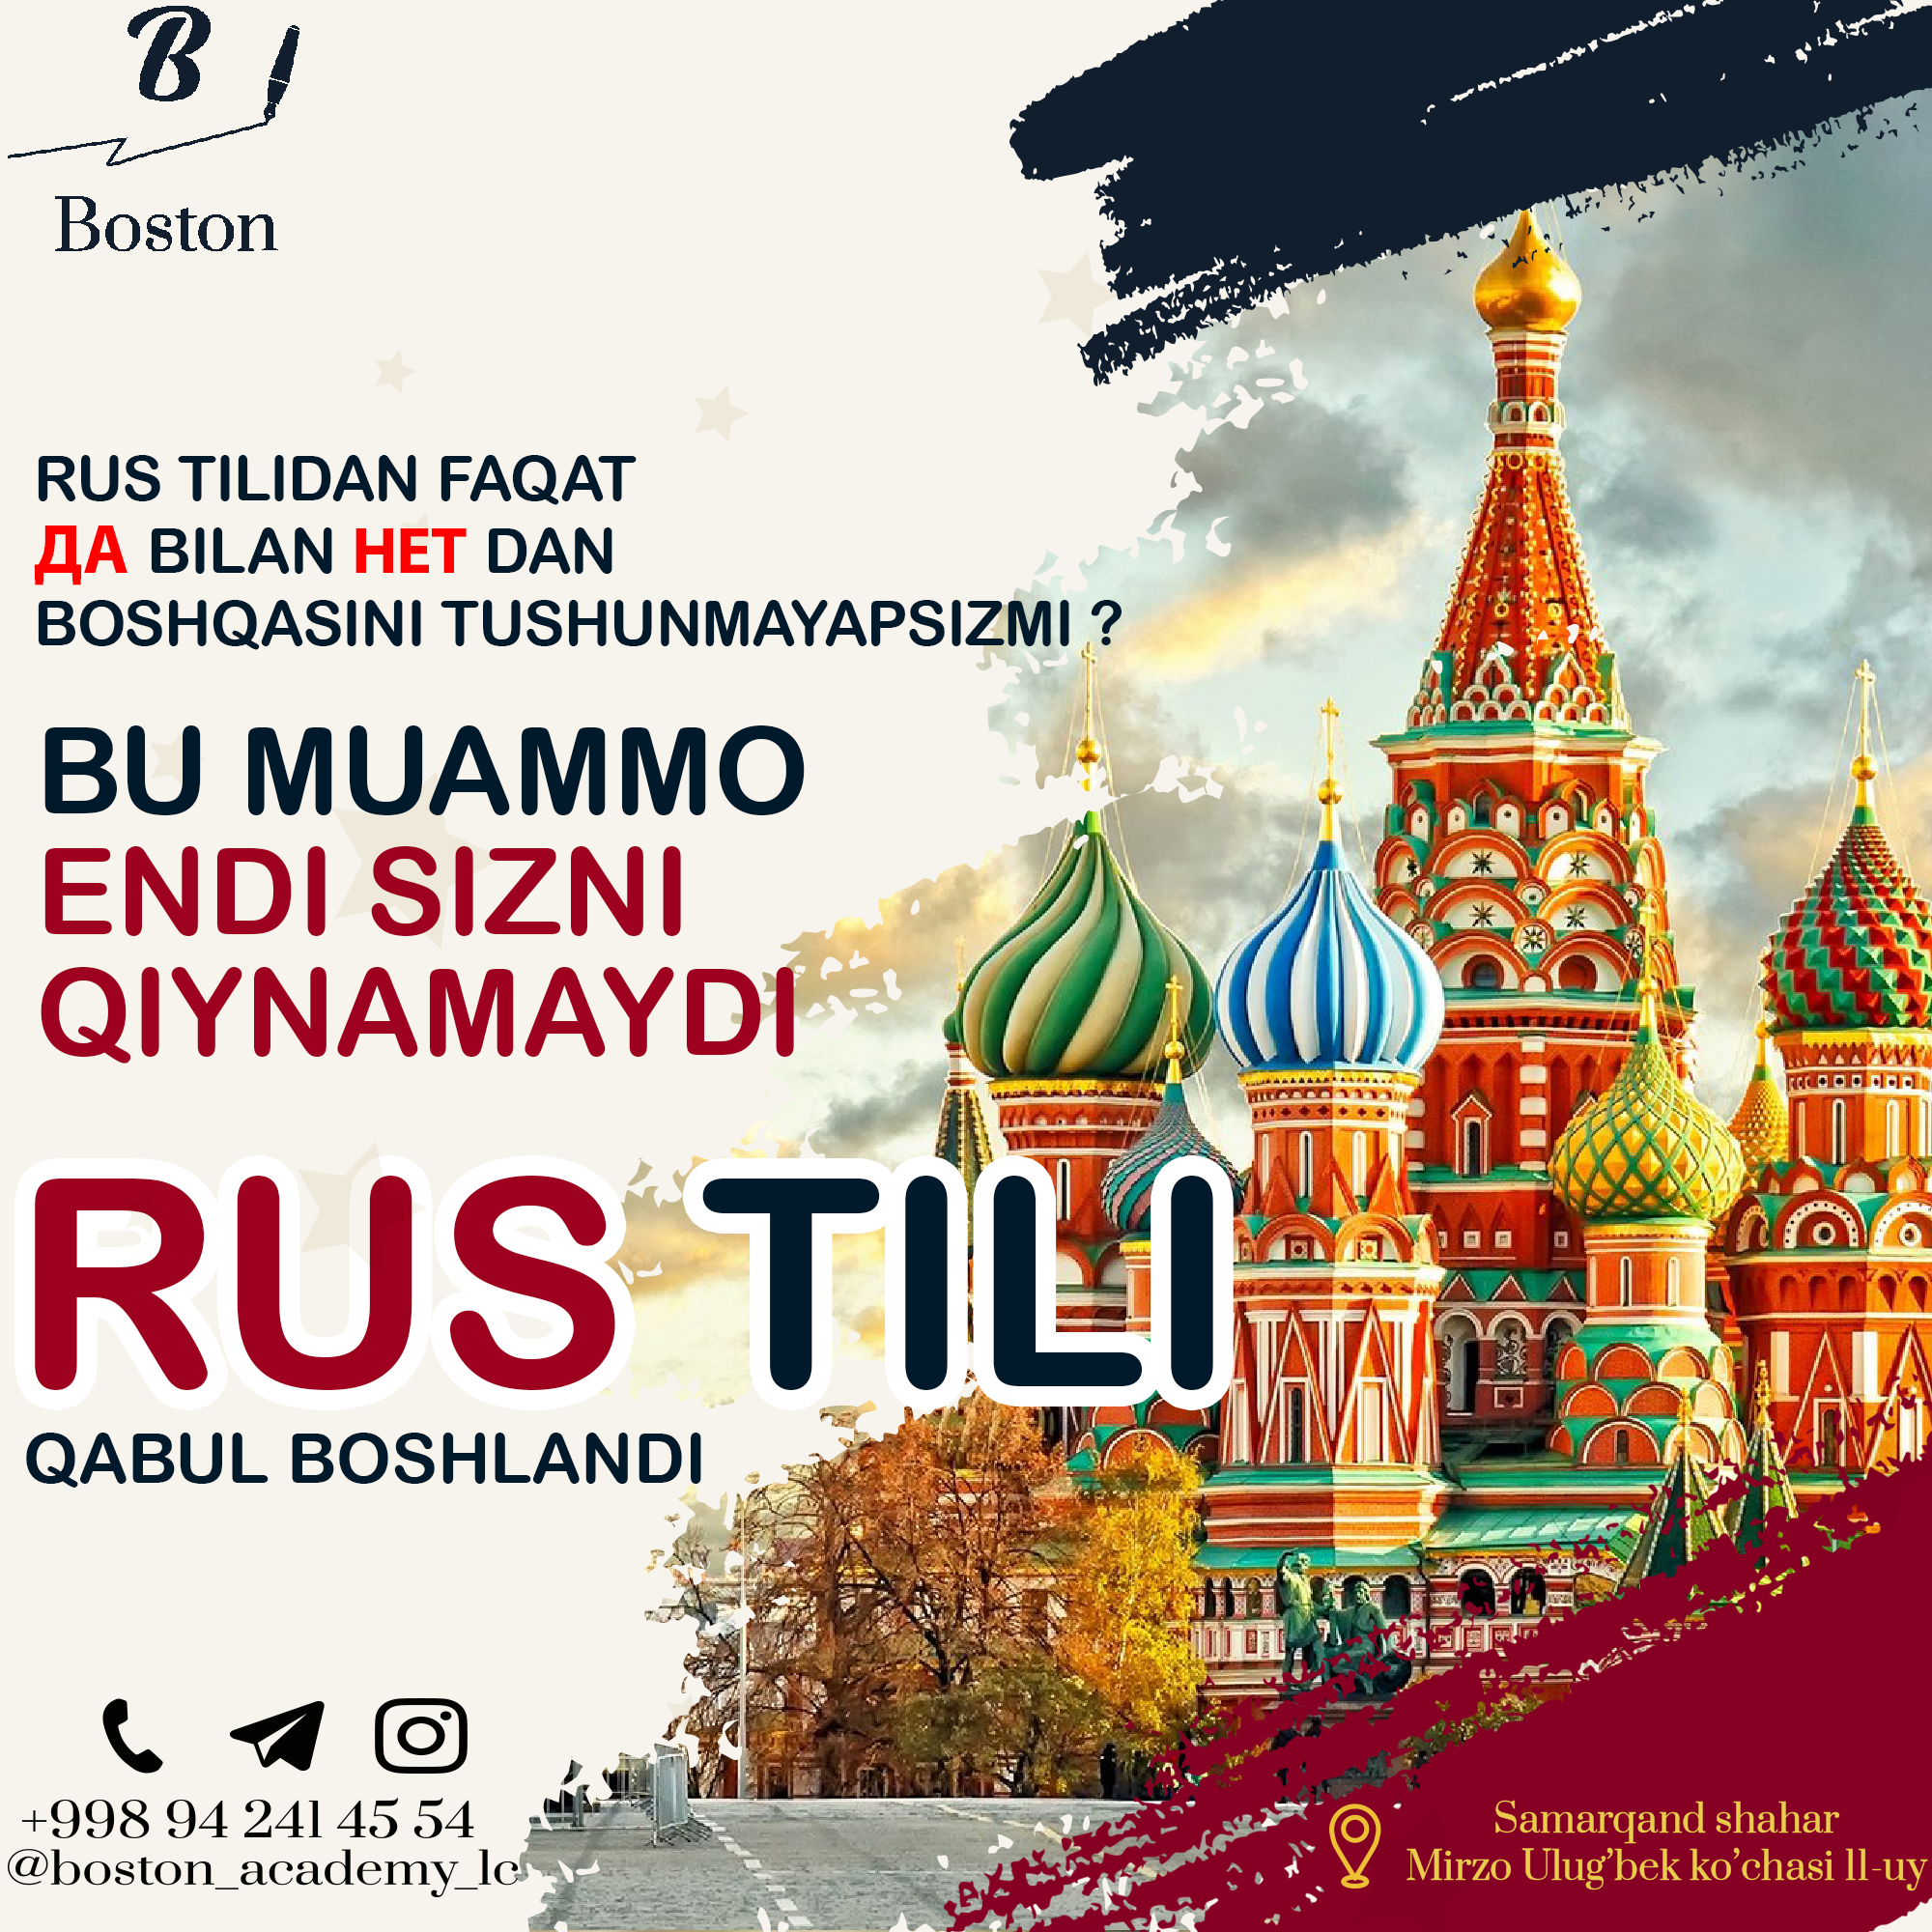 B
Boston
RUS TILIDAN FAQAT
ДА BILAN НЕТ DAN
BOSHQASINI TUSHUNMAYAPSIZMI ?
BU MUAMMO
ENDI SIZNI
QIYNAMAYDI
RUS TILI
QABUL BOSHLANDI
+998 94 241 45 54
@boston_academy_lc
Samarqand shahar
Mirzo Ulug’bek ko’chasi 11-uy